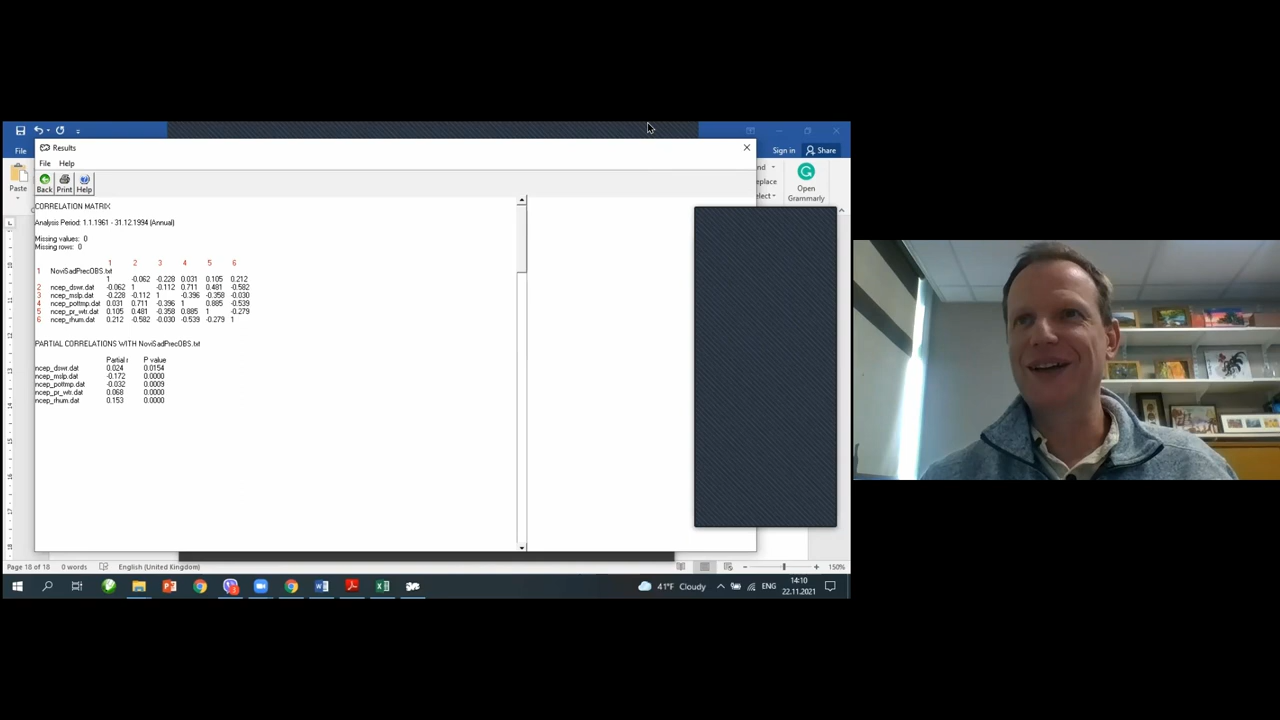 File
Sign in
Share
Results
File Help
Paste
Back Print Help
place
Open
Grammarly
CORRELATION MATRIX
Analysis Period: 1.1.1961 - 31.12.1994 (Annual)
Missing values: 0
Missing rows: 0
1 2 3 4 5 6
1 NoviSadPrecOBS.txt
1 -0.062 -0.228 0.031 0.105 0.212
2 ncep_dswr.dat -0.062 1 -0.112 0.711 0.481 -0.582
3 ncep_mslp.dat -0.228 -0.112 1 -0.396 -0.358 -0.030
4 ncep_pottmp.dat 0.031 0.711 -0.396 1 0.885 -0.539
5 ncep_pr_wtr.dat 0.105 0.481 -0.358 0.885 1 -0.279
6 ncep_rhum.dat 0.212 -0.582 -0.030 -0.539 -0.279 1
PARTIAL CORRELATIONS WITH NoviSadPrecOBS.txt
Partial r P value
ncep_dswr.dat 0.024 0.0154
ncep_mslp.dat -0.172 0.0000
ncep_pottmp.dat -0.032 0.0009
ncep_pr_wtr.dat 0.068 0.0000
ncep_rhum.dat 0.153 0.0000
Page 18 of 18 0 words English (United Kingdom) 150%
41°F Cloudy ENG 14:10
22.11.2021